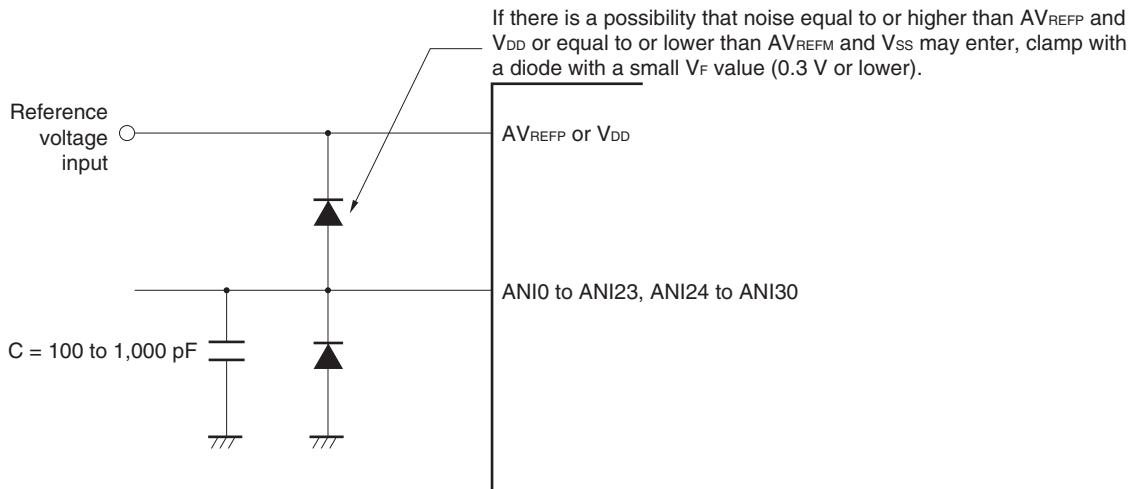 If there is a possibility that noise equal to or higher than AVREFP and
VDD or equal to or lower than AVREFM and VSS may enter, clamp with
a diode with a small VF value (0.3 V or lower).
Reference
voltage
input
AVREFP or VDD
ANI0 to ANI23, ANI24 to ANI30
C = 100 to 1,000 pF